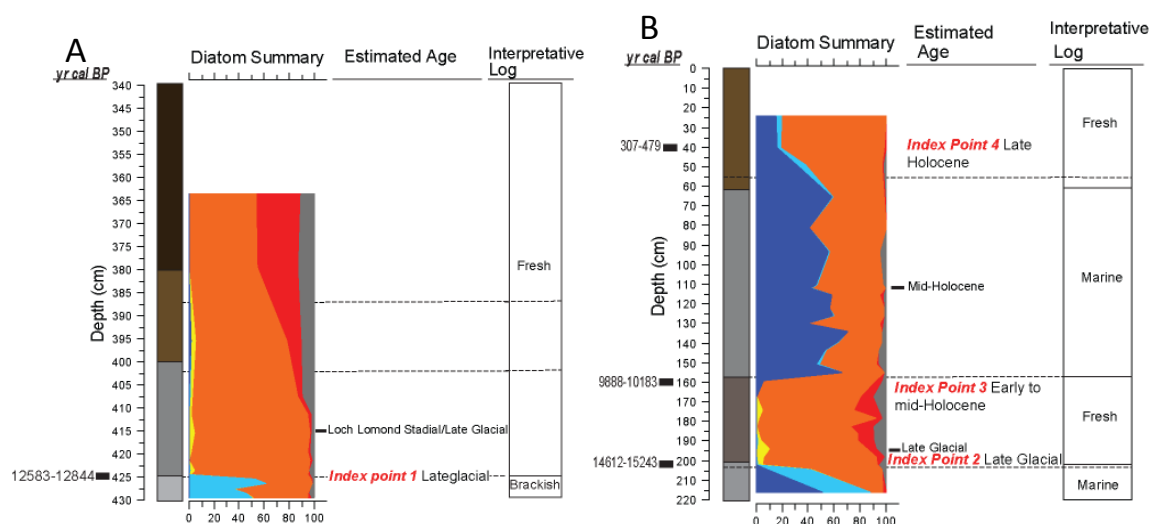 A
Diatom Summary
Estimated Age
Interpretative
Log
yr cal BP
Depth (cm)
340
345
350
355
360
365
370
375
380
385
390
395
400
405
410
415
420
425
430
12583-12844
0 20 40 60 80 100
Loch Lomond Stadial/Late Glacial
Index point 1 Lateglacial
Fresh
Brackish
B
Diatom Summary
Estimated
Age
Interpretative
Log
yr cal BP
Depth (cm)
0
10
20
30
40
50
60
70
80
90
100
110
120
130
140
150
160
170
180
190
200
210
220
307-479
9888-10183
14612-15243
0 20 40 60 80 100
Index Point 4 Late
Holocene
Mid-Holocene
Index Point 3 Early to
mid-Holocene
Late Glacial
Index Point 2 Late Glacial
Fresh
Marine
Fresh
Marine